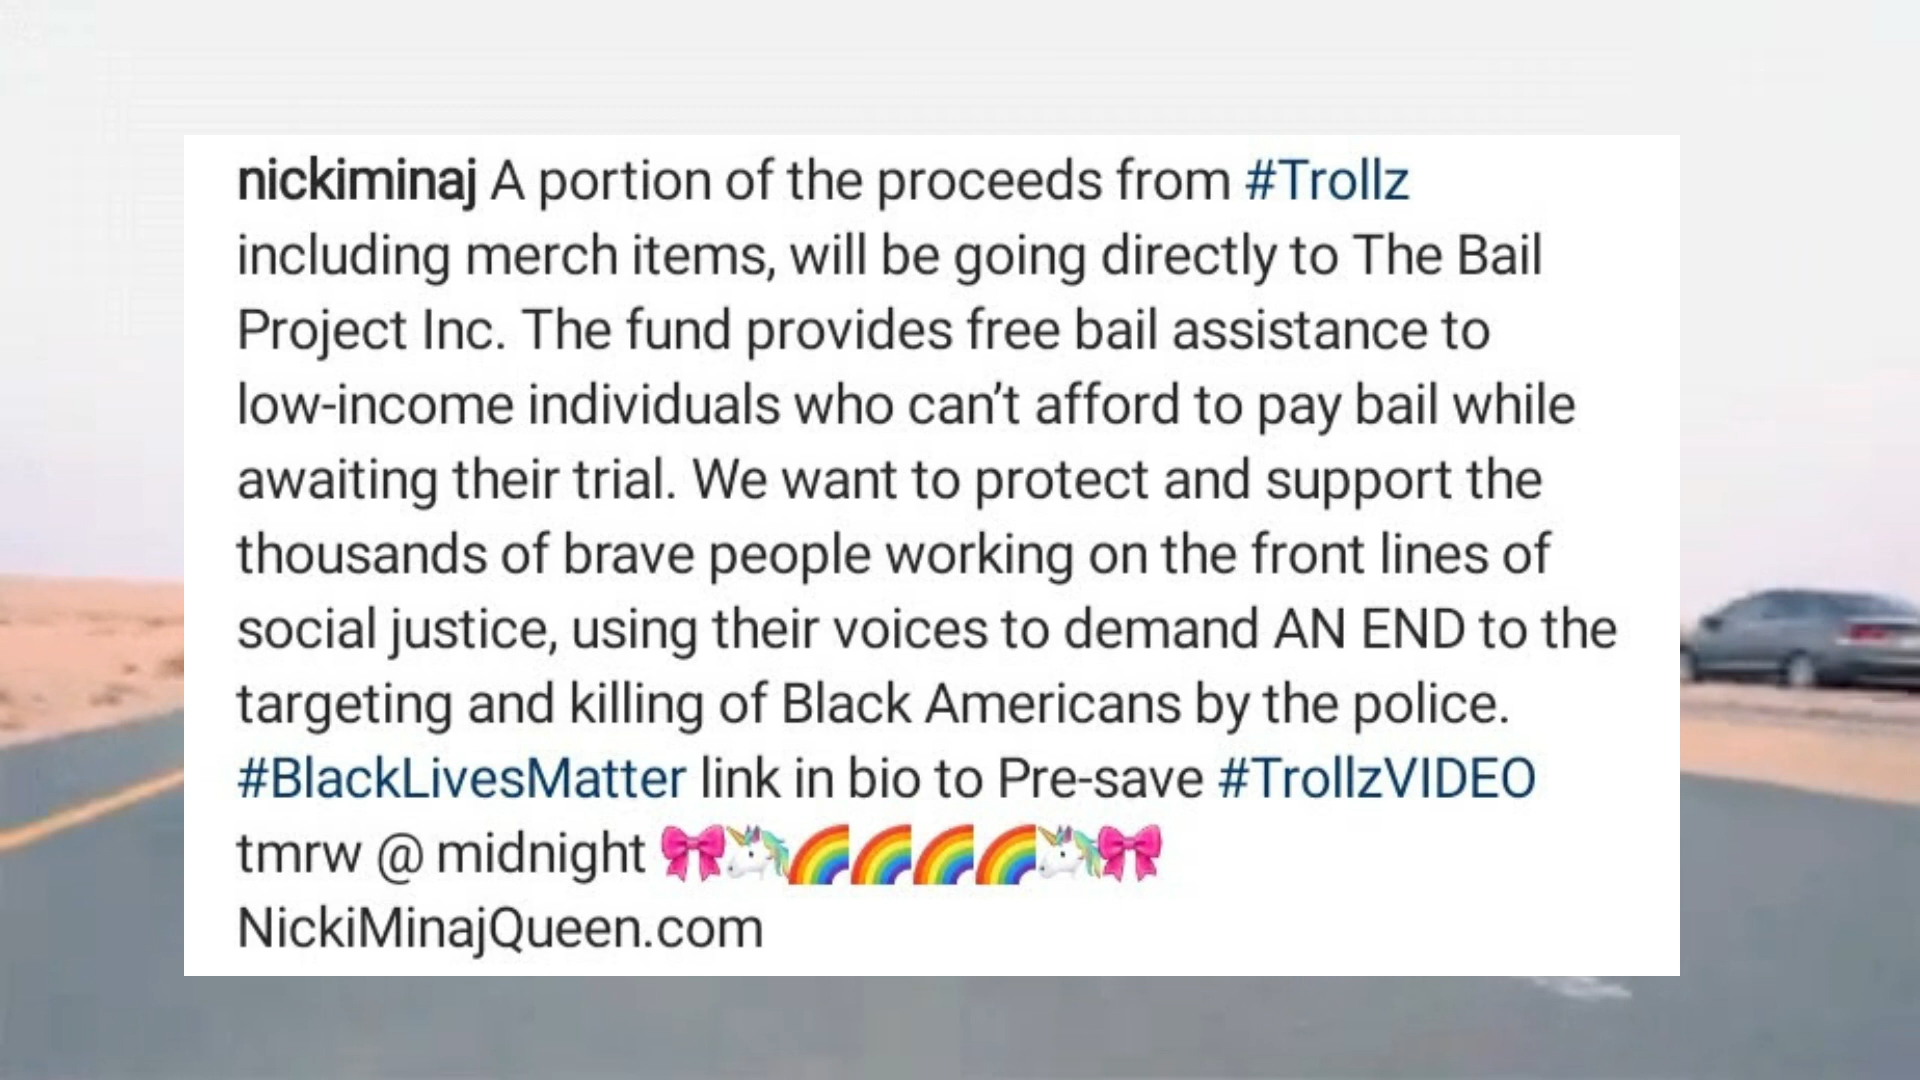 nickiminaj A portion of the proceeds from #Trollz
including merch items, will be going directly to The Bail
Project Inc. The fund provides free bail assistance to
low-income individuals who can’t afford to pay bail while
awaiting their trial. We want to protect and support the
thousands of brave people working on the front lines of
social justice, using their voices to demand AN END to the
targeting and killing of Black Americans by the police.
#BlackLivesMatter link in bio to Pre-save #TrollzVIDEO
tmrw @ midnight 🎀🦄🌈🌈🌈🌈🦄🎀
NickiMinajQueen.com